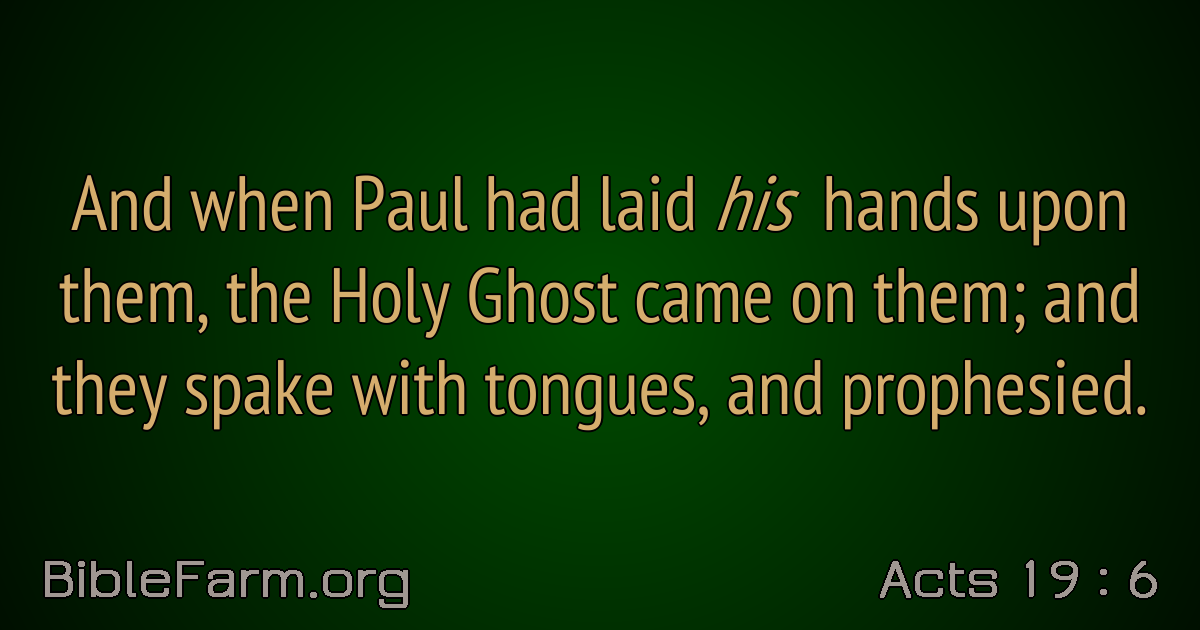 And when Paul had laid his hands upon
them, the Holy Ghost came on them; and
they spake with tongues, and prophesied.
BibleFarm.org
Acts 19 : 6